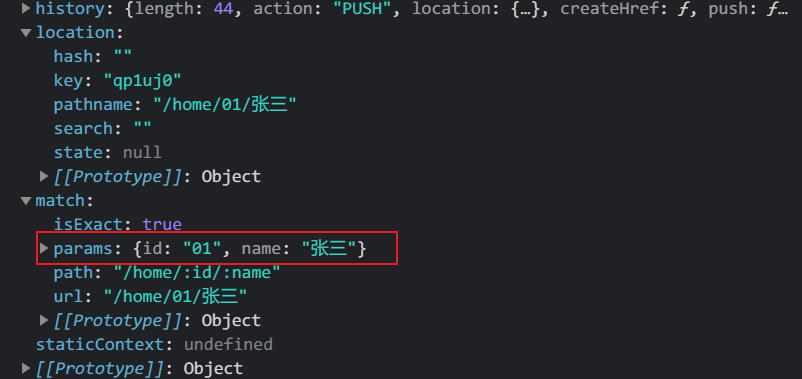 history: {length: 44, action: "PUSH", location: {…}, createHref: ƒ, push: ƒ…
location:
hash: ""
key: "qp1uj0"
pathname: "/home/01/张三"
search: ""
state: null
[[Prototype]]: Object
match:
isExact: true
params: {id: "01", name: "张三"}
path: "/home/:id/:name"
url: "/home/01/张三"
[[Prototype]]: Object
staticContext: undefined
[[Prototype]]: Object